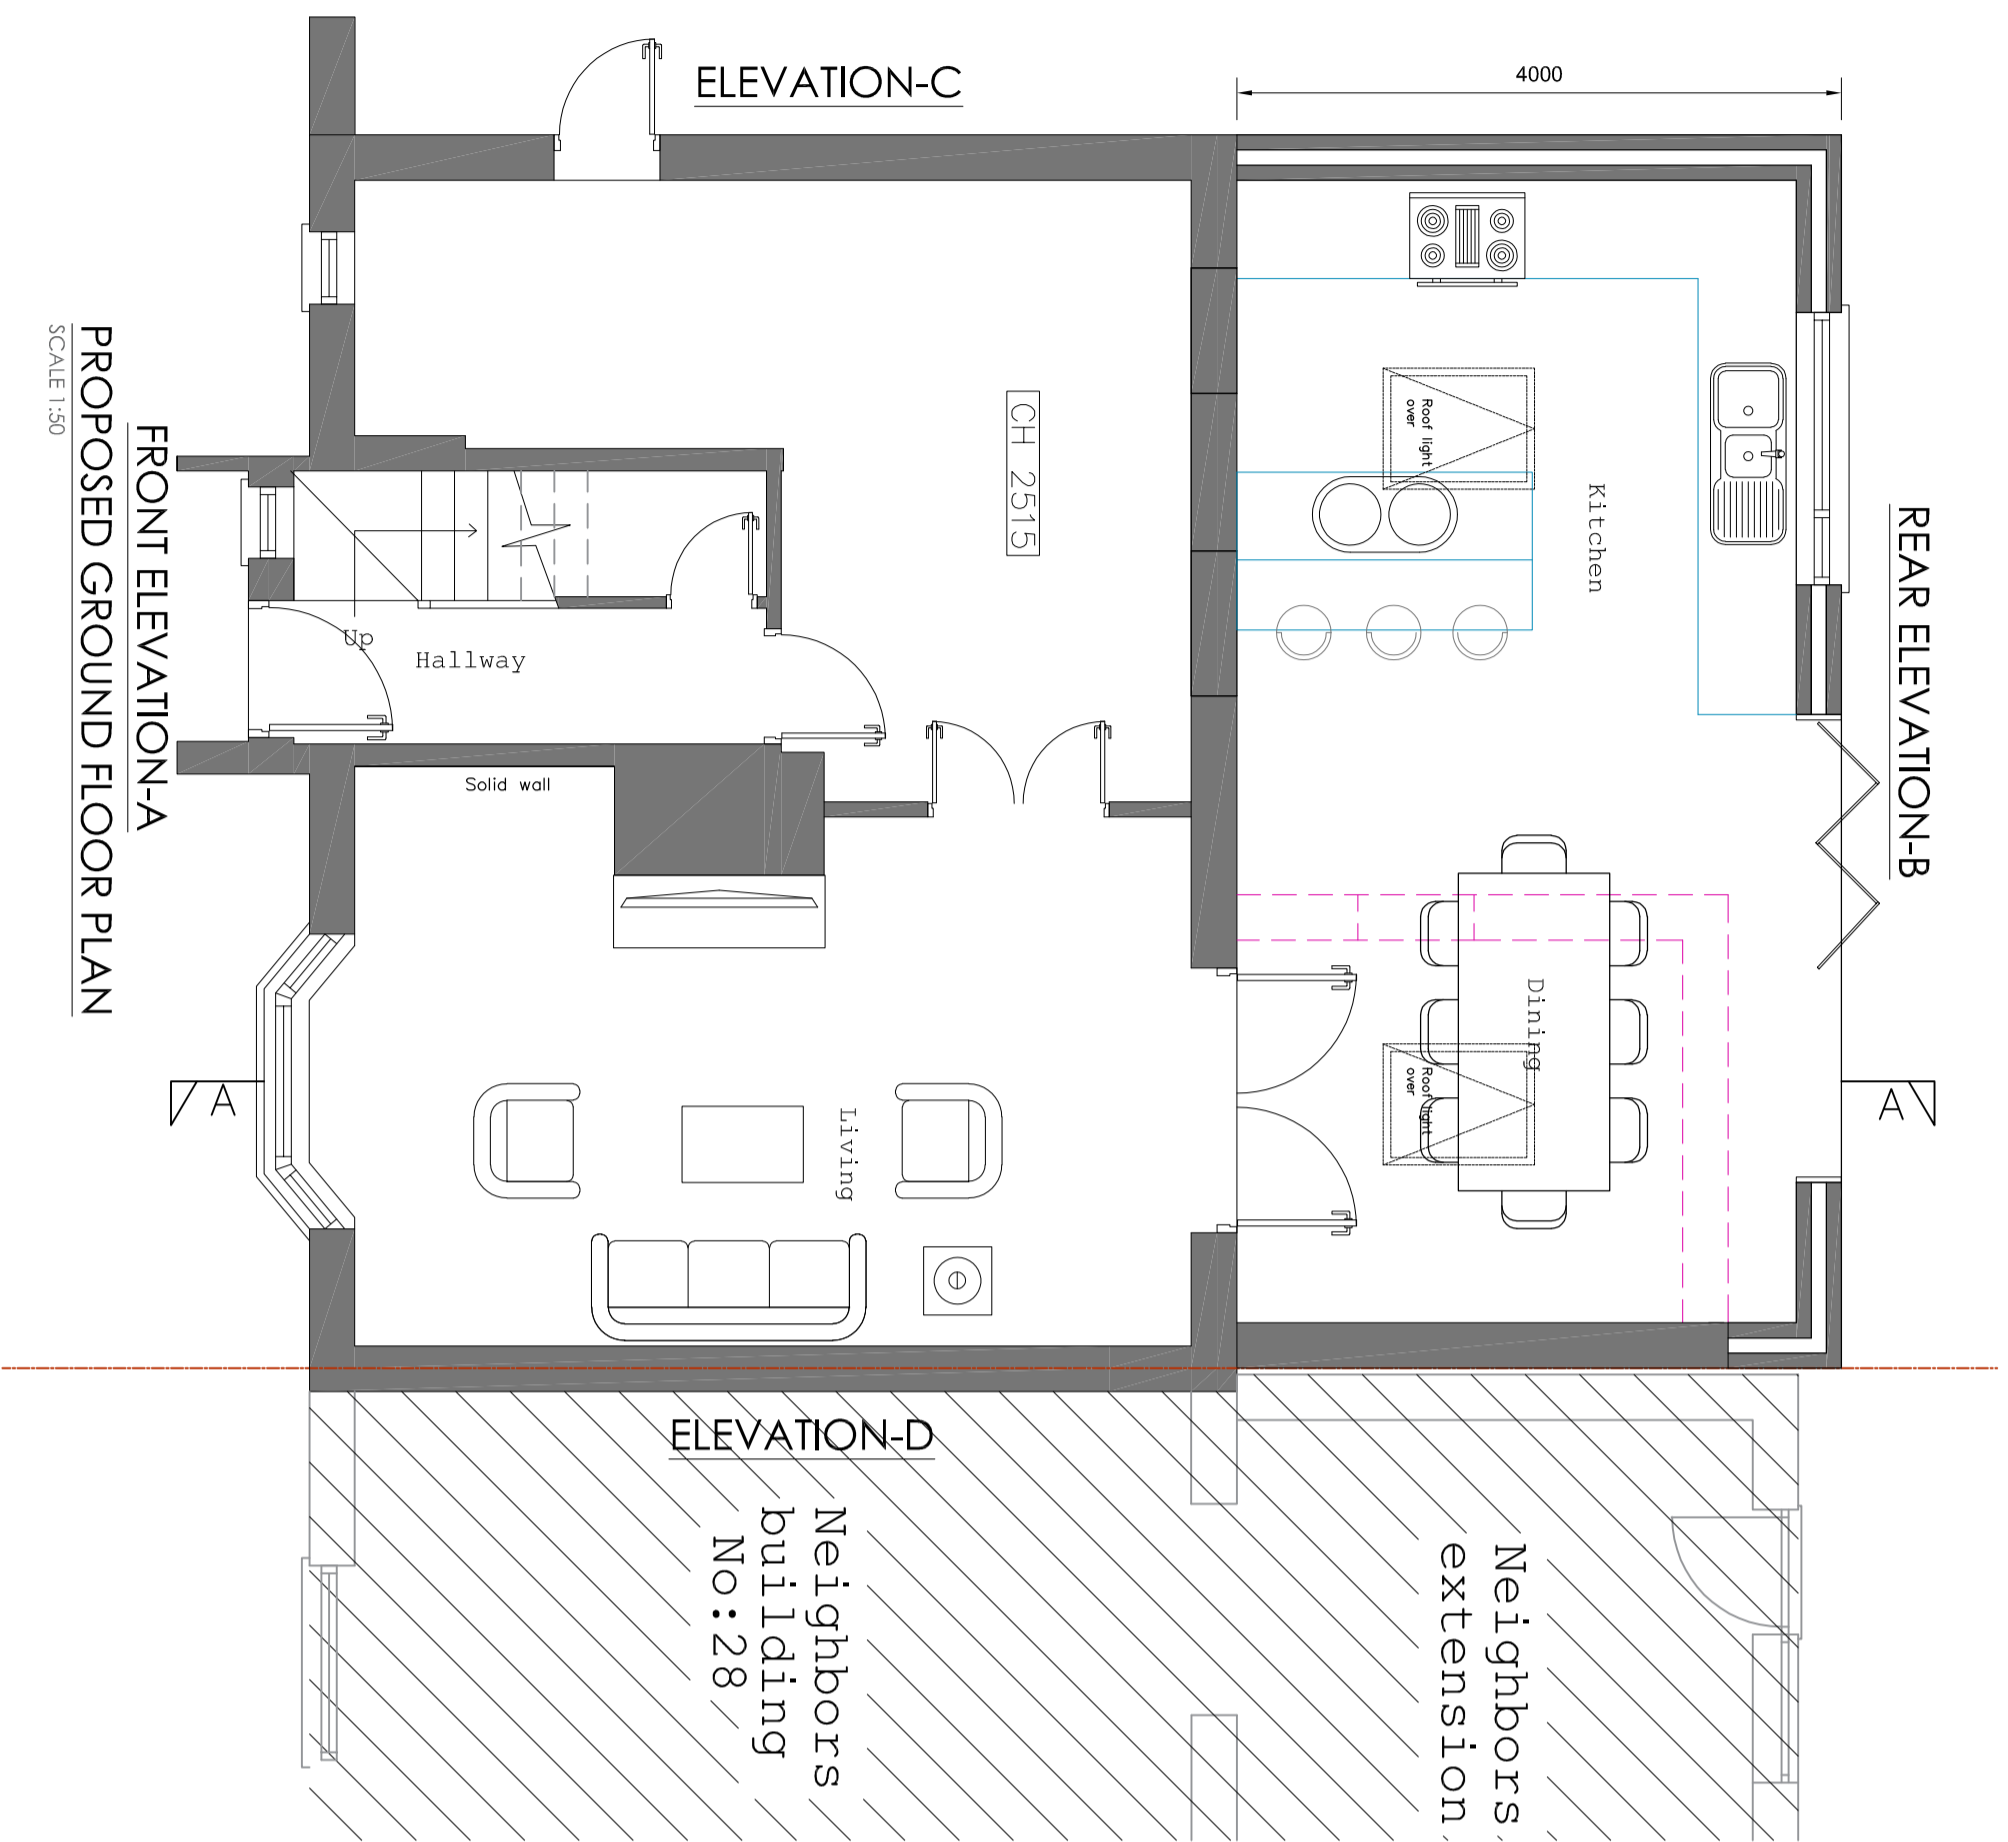 ELEVATION-C
4000
REAR ELEVATION-B
Kitchen
Roof light
over
CH 2515
Up
Hallway
Solid wall
Dining
Roof light
over
Living
A
A
FRONT ELEVATION-A
PROPOSED GROUND FLOOR PLAN
SCALE 1:50
ELEVATION-D
Neighbors
building
No:28
Neighbors
extension